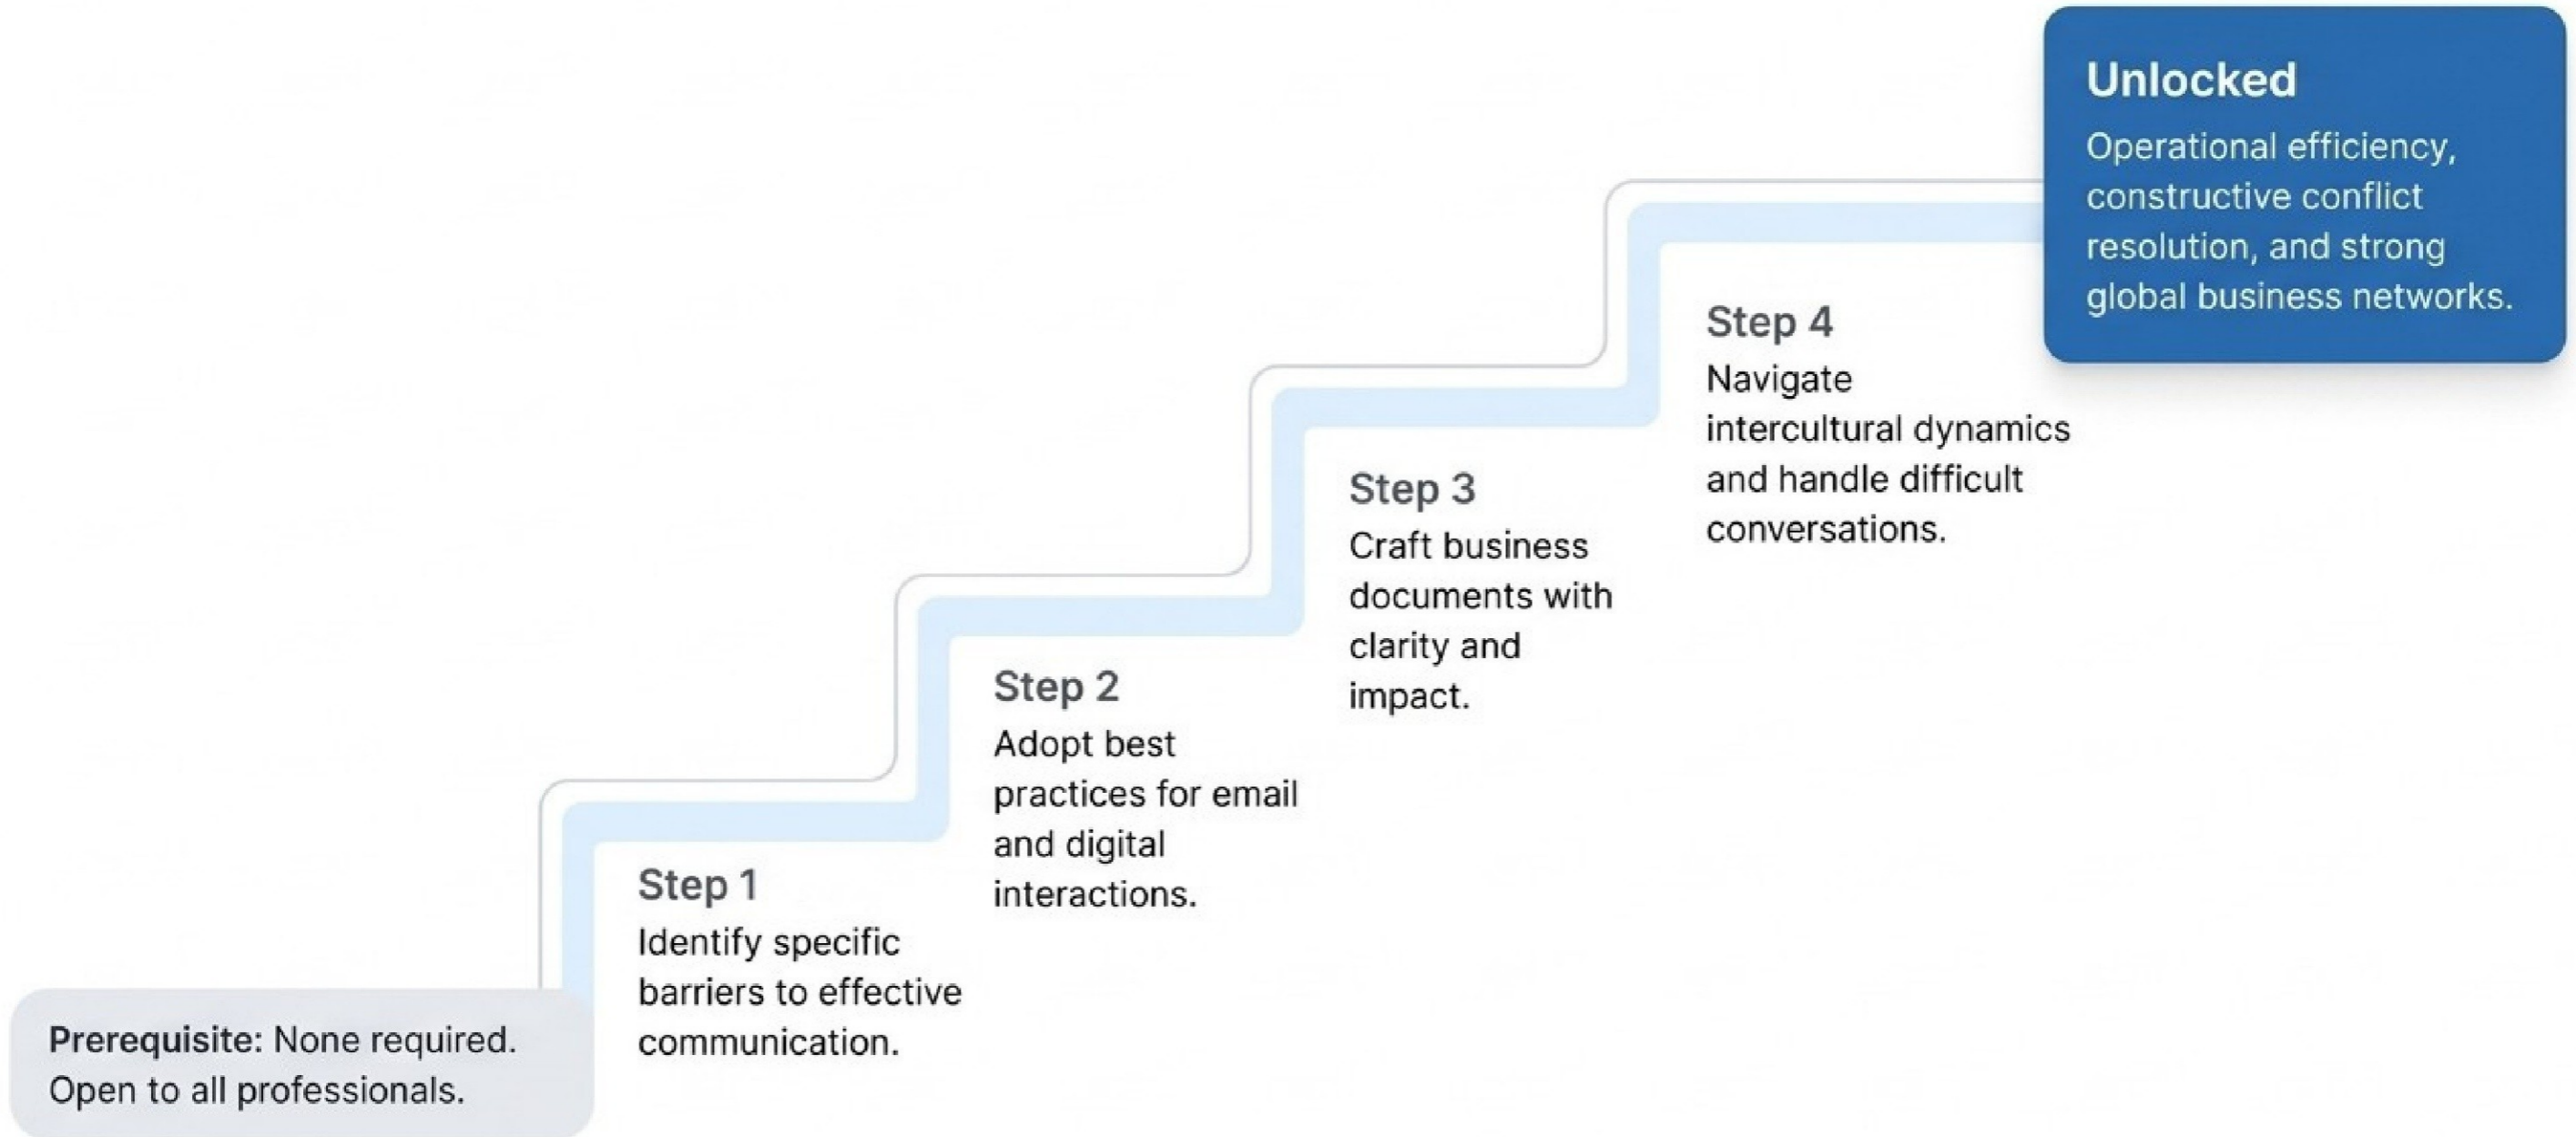 Unlocked
Operational efficiency,
constructive conflict
resolution, and strong
global business networks.
Step 4
Navigate
intercultural dynamics
and handle difficult
conversations.
Step 3
Craft business
documents with
clarity and
impact.
Step 2
Adopt best
practices for email
and digital
interactions.
Step 1
Identify specific
barriers to effective
communication.
Prerequisite: None required.
Open to all professionals.